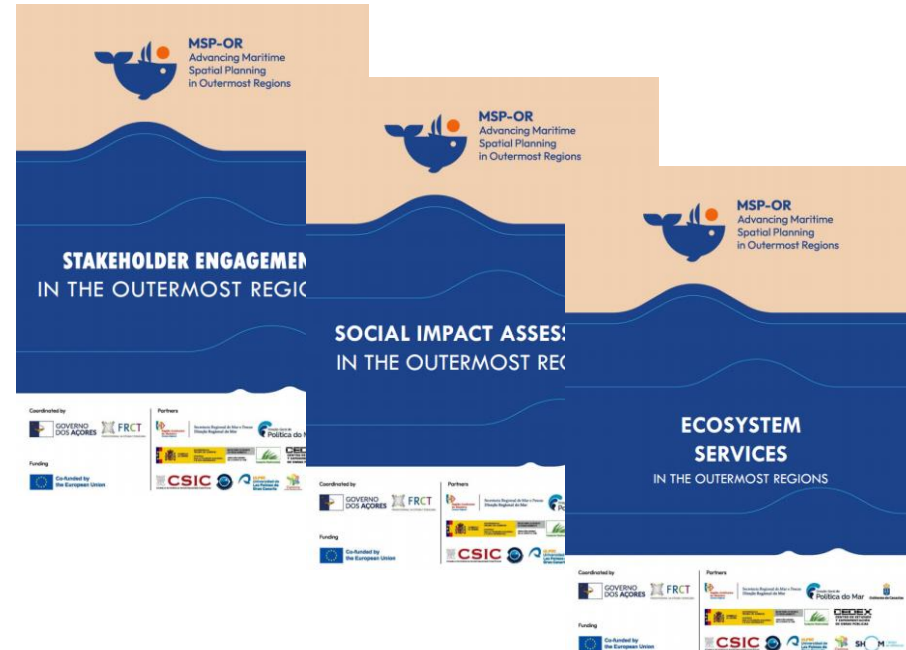 MSP-OR
Advancing Maritime
Spatial Planning
in Outermost Regions
STAKEHOLDER ENGAGEMEN
IN THE OUTERMOST REGIO
Coordinated by
GOVERNO
DOS AÇORES
FRCT
Partners
Política do M
CSIC
Funding
Co-funded by
the European Union
MSP-OR
Advancing Maritime
Spatial Planning
in Outermost Regions
SOCIAL IMPACT ASSESS
IN THE OUTERMOST REG
Coordinated by
GOVERNO
DOS AÇORES
FRCT
Partners
CSIC
Funding
Co-funded by
the European Union
MSP-OR
Advancing Maritime
Spatial Planning
in Outermost Regions
ECOSYSTEM
SERVICES
IN THE OUTERMOST REGIONS
Coordinated by
GOVERNO
DOS AÇORES
FRCT
Partners
Política do Mar
CEDEX
CSIC
SHOM
Funding
Co-funded by
the European Union